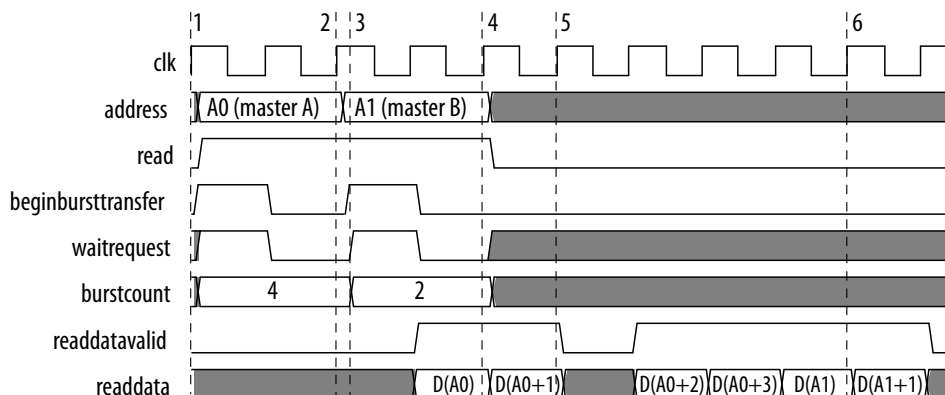 1 2 3 4 5 6
clk
address A0 (master A) A1 (master B)
read
beginbursttransfer
waitrequest
burstcount 4 2
readdatavalid
readdata D(A0) D(A0+1) D(A0+2) D(A0+3) D(A1) D(A1+1)